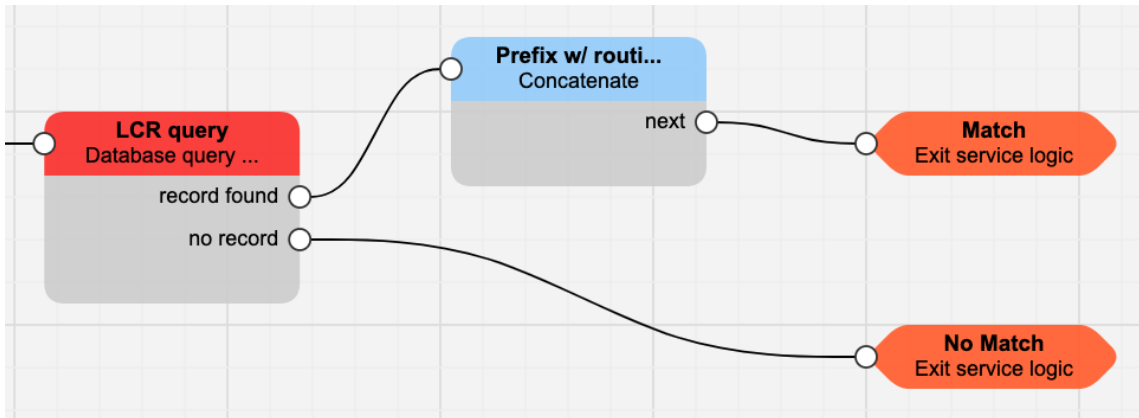 Prefix w/ routi...
Concatenate
next
LCR query
Database query ...
record found
no record
Match
Exit service logic
No Match
Exit service logic